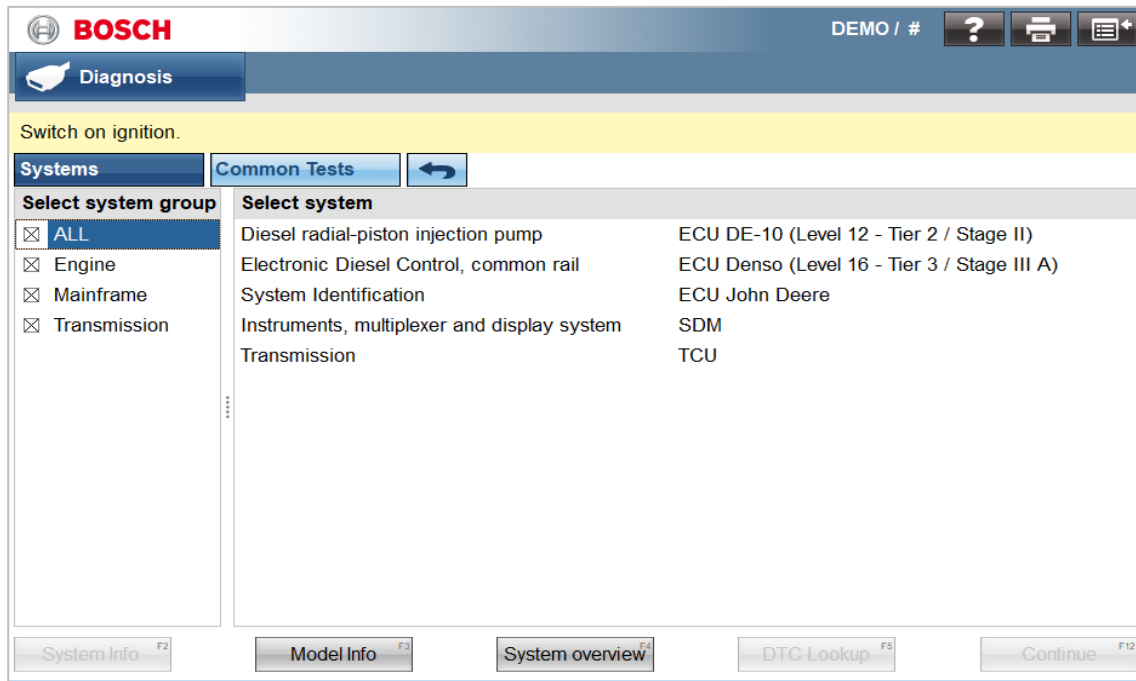 BOSCH
DEMO / #
?
Diagnosis
Switch on ignition.
Systems Common Tests
Select system group Select system
ALL Diesel radial-piston injection pump ECU DE-10 (Level 12 - Tier 2 / Stage II)
Engine Electronic Diesel Control, common rail ECU Denso (Level 16 - Tier 3 / Stage III A)
Mainframe System Identification ECU John Deere
Transmission Instruments, multiplexer and display system SDM
Transmission TCU
System Info F2 Model Info F3 System overview F4 DTC Lookup F5 Continue F12